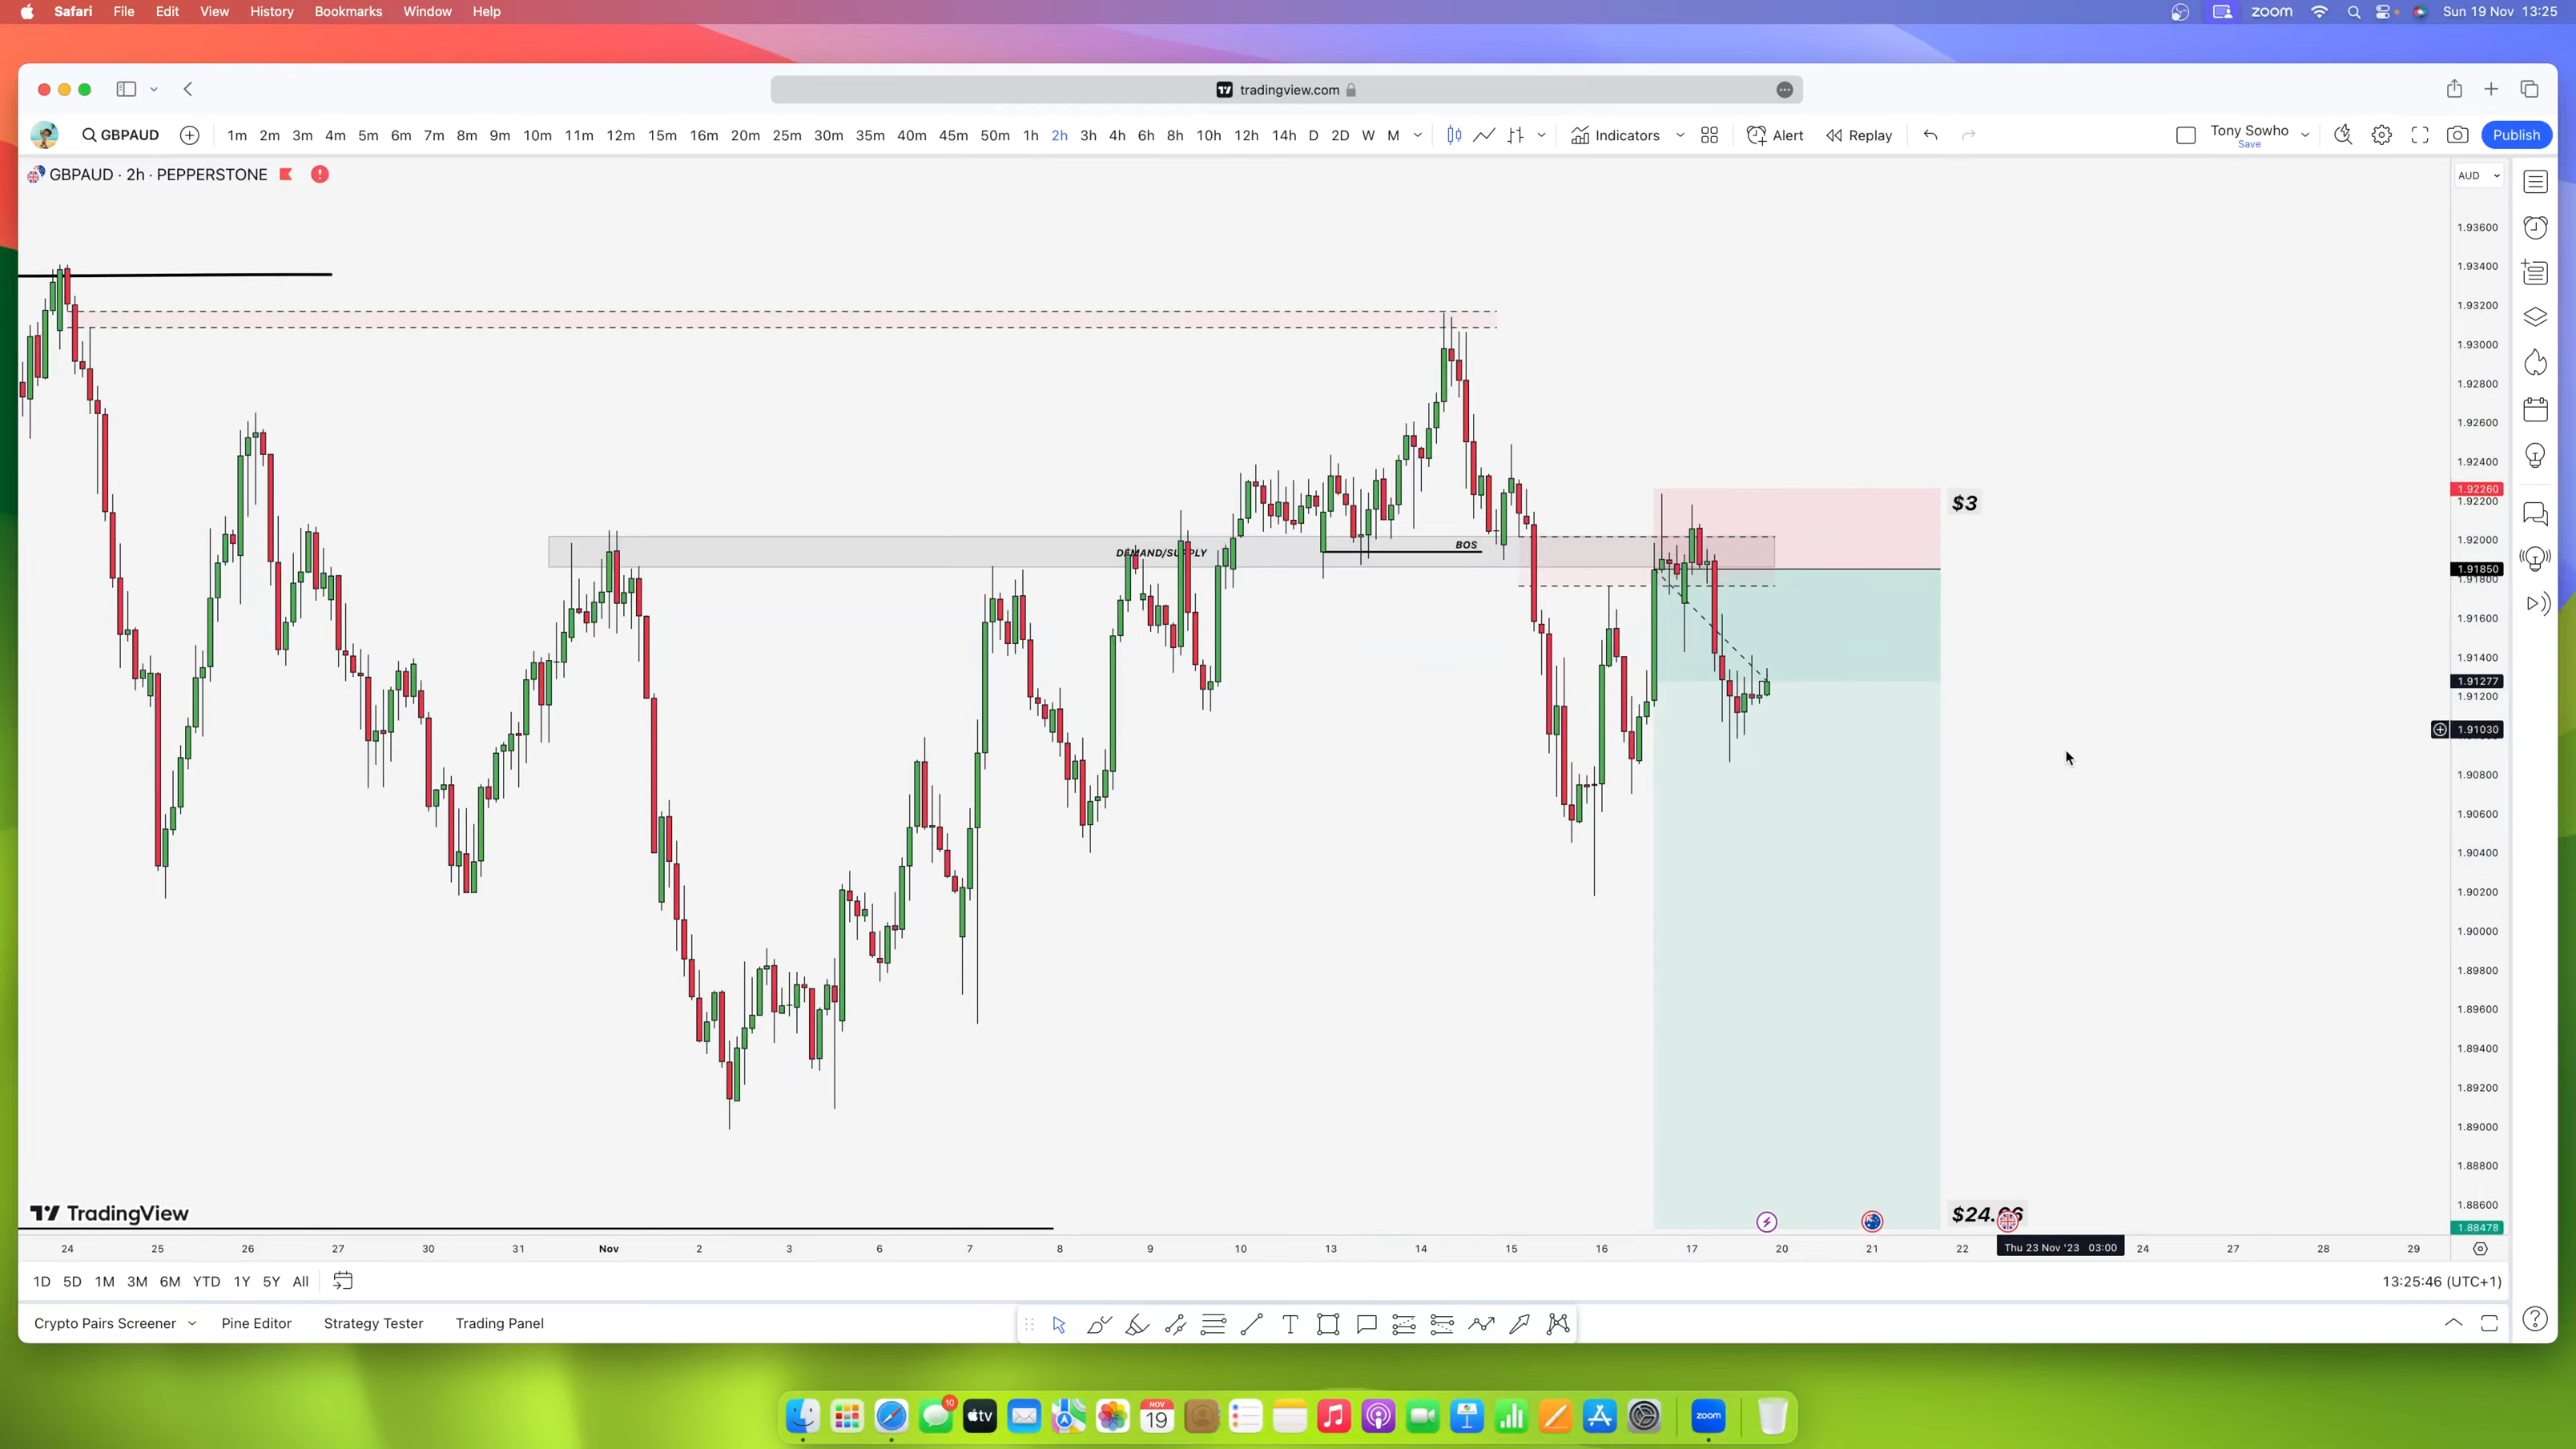 Safari File Edit View History Bookmarks Window Help
zoom Sun 19 Nov 13:25
tradingview.com
GBPAUD 1m 2m 3m 4m 5m 6m 7m 8m 9m 10m 11m 12m 15m 16m 20m 25m 30m 35m 40m 45m 50m 1h 2h 3h 4h 6h 8h 10h 12h 14h D 2D W M Indicators Alert Replay Tony Sowho Publish
Save
GBPAUD · 2h · PEPPERSTONE
AUD
1.93600
1.93400
1.93200
1.93000
1.92800
1.92600
1.92400
1.92260
1.92200
$3
1.92000
BOS
DEMAND/SUPPLY
1.91850
1.91800
1.91600
1.91400
1.91277
1.91200
1.91030
1.90800
1.90600
1.90400
1.90200
1.90000
1.89800
1.89600
1.89400
1.89200
1.89000
1.88800
1.88600
TradingView
1.88478
24 25 26 27 30 31 Nov 2 3 6 7 8 9 10 13 14 15 16 17 20 21 22 Thu 23 Nov '23 03:00 24 27 28 29
1D 5D 1M 3M 6M YTD 1Y 5Y All 13:25:46 (UTC+1)
Crypto Pairs Screener Pine Editor Strategy Tester Trading Panel
10
tv
NOV
19
zoom